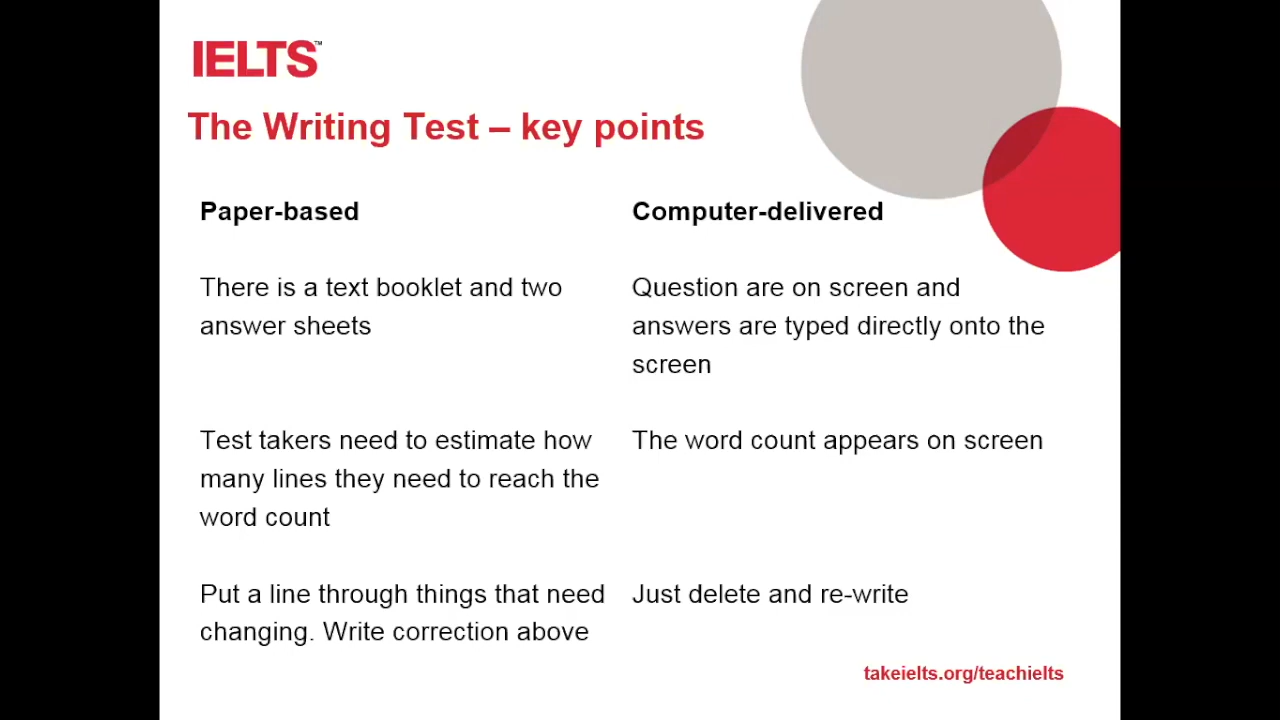 IELTS™
The Writing Test – key points
Paper-based
Computer-delivered
There is a text booklet and two
answer sheets
Question are on screen and
answers are typed directly onto the
screen
Test takers need to estimate how
many lines they need to reach the
word count
The word count appears on screen
Put a line through things that need
changing. Write correction above
Just delete and re-write
takeielts.org/teachielts